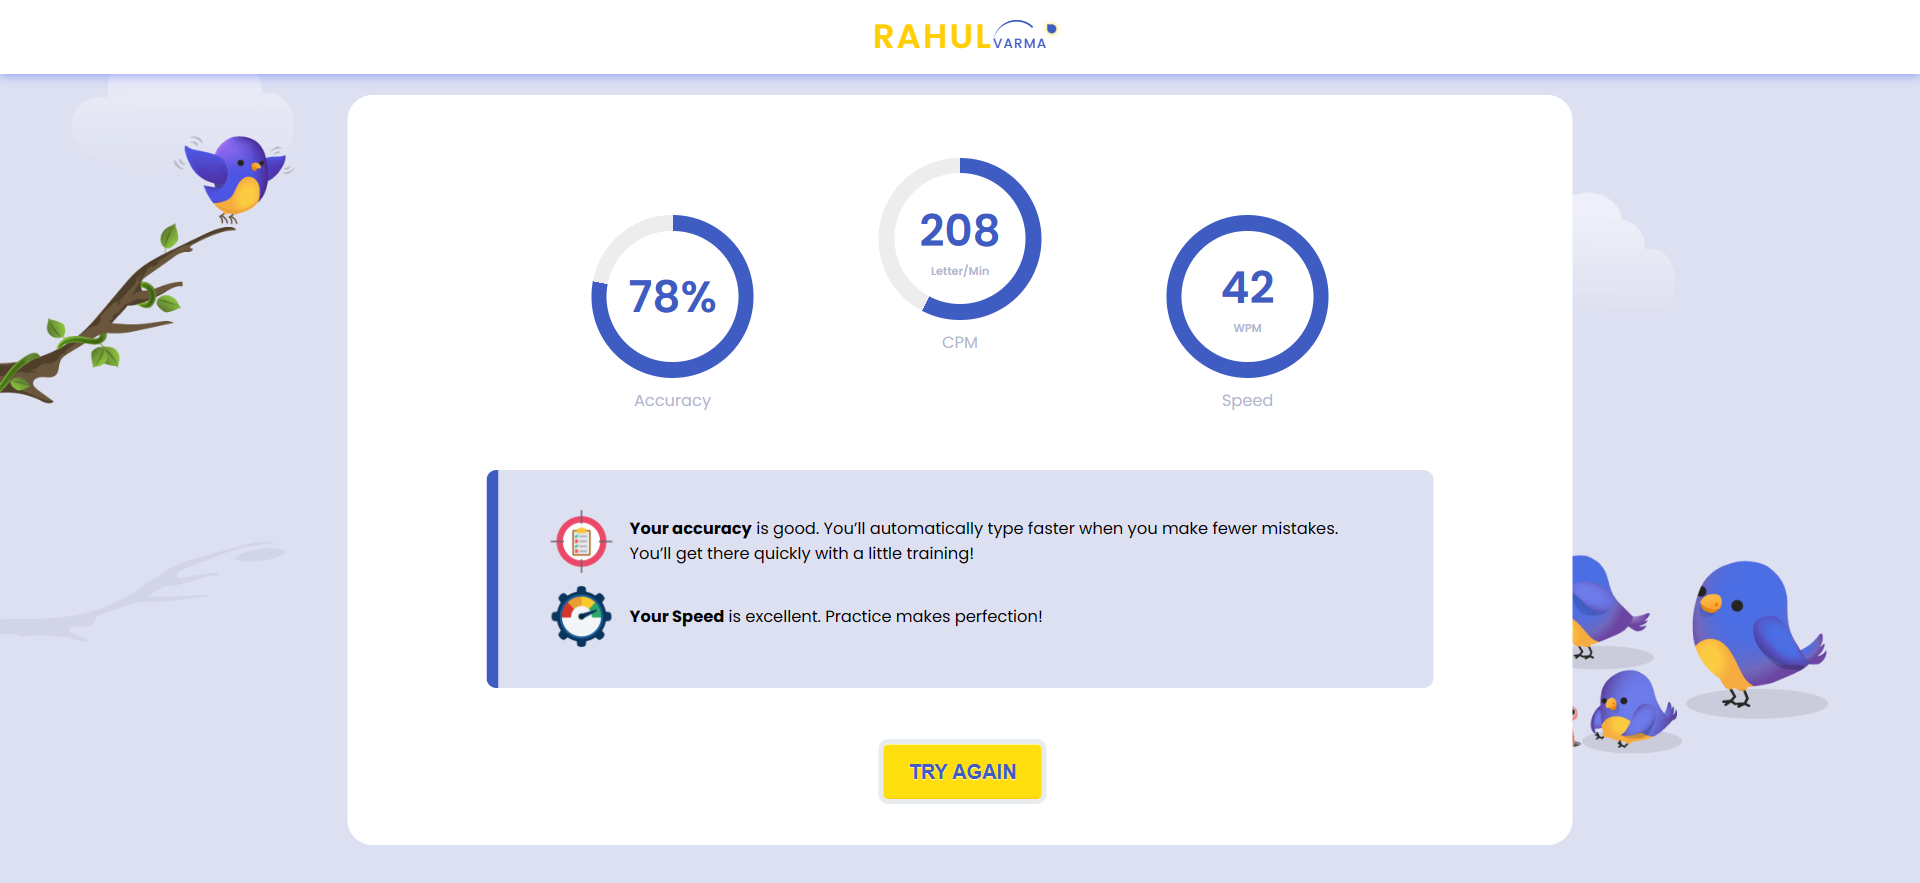 RAHUL VARMA
78%
Accuracy
208
Letter/Min
CPM
42
WPM
Speed
Your accuracy is good. You’ll automatically type faster when you make fewer mistakes.
You’ll get there quickly with a little training!
Your Speed is excellent. Practice makes perfection!
TRY AGAIN